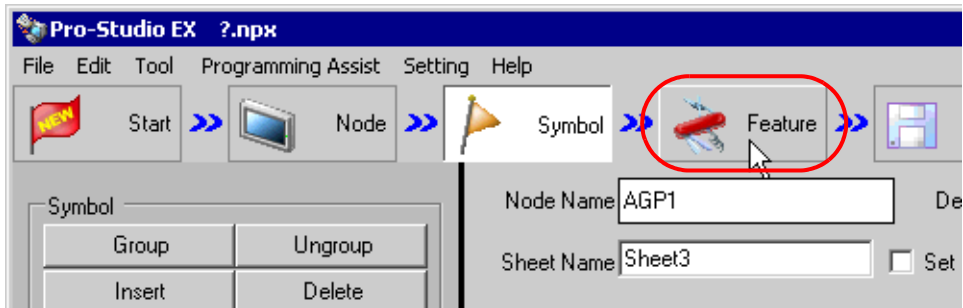 Pro-Studio EX ?.npx
File Edit Tool Programming Assist Setting Help
NEW Start Node Symbol Feature
Symbol
Group Ungroup
Insert Delete
Node Name AGP1 De
Sheet Name Sheet3 Set